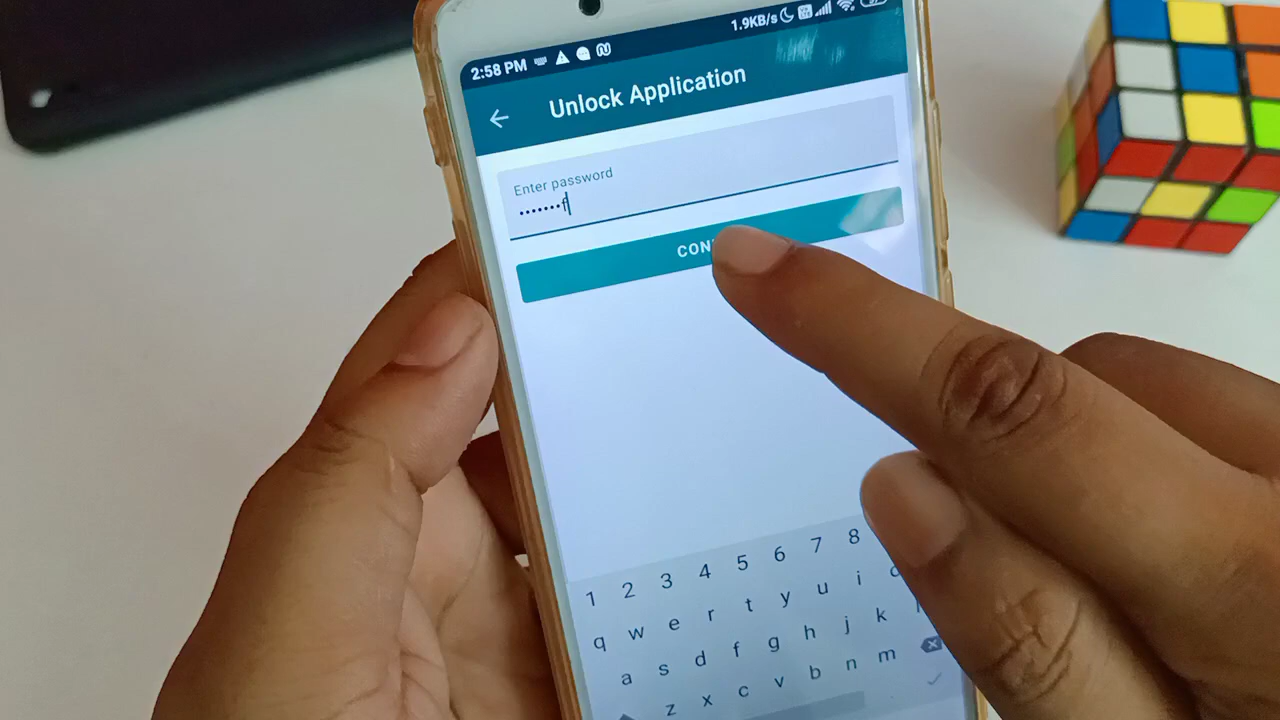 2:58 PM
1.9KB/s
Unlock Application
Enter password
•••••••f
CON
1 2 3 4 5 6 7 8
q w e r t y u i
a s d f g h j k
z x c v b n m